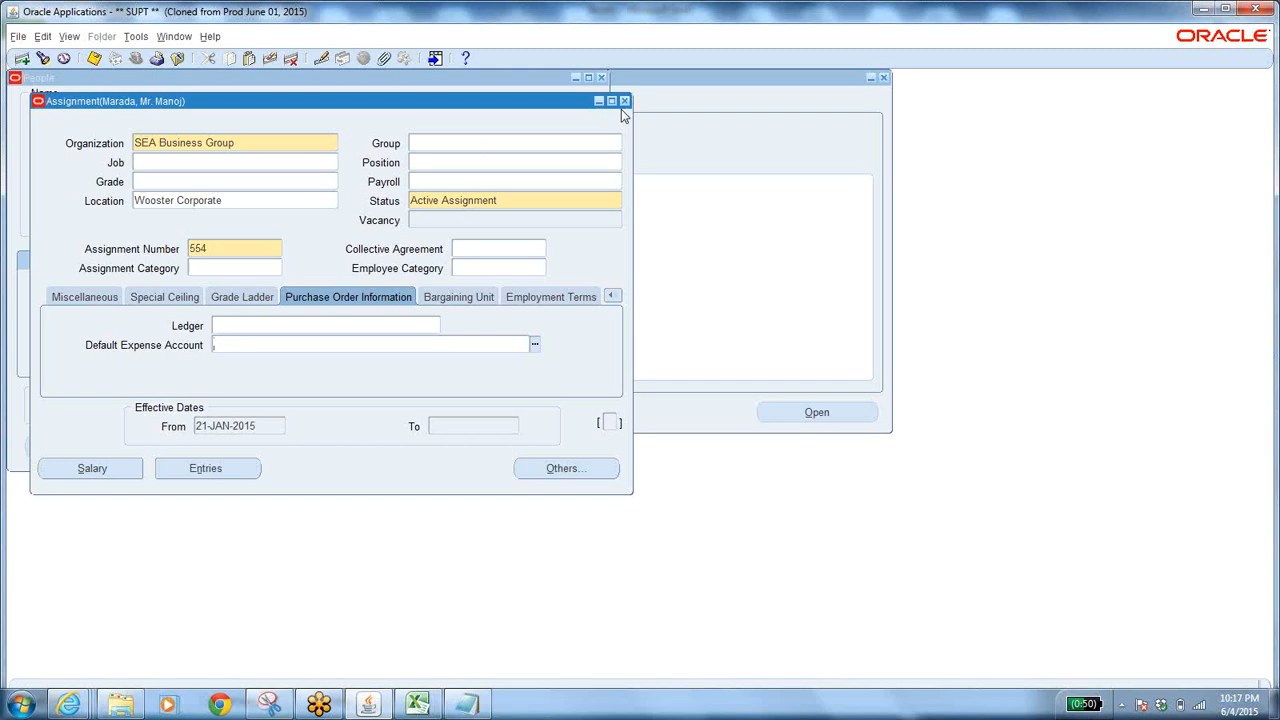 Oracle Applications - ** SUPT ** (Cloned from Prod June 01, 2015)
File Edit View Folder Tools Window Help
ORACLE
People
Name
Assignment(Marada, Mr. Manoj)
Organization SEA Business Group Group
Job Position
Grade Payroll
Location Wooster Corporate Status Active Assignment
Vacancy
Assignment Number 554 Collective Agreement
Assignment Category Employee Category
Miscellaneous Special Ceiling Grade Ladder Purchase Order Information Bargaining Unit Employment Terms
Ledger
Default Expense Account
Effective Dates
From 21-JAN-2015 To [ ]
Open
Salary Entries Others...
(0:50)
10:17 PM
6/4/2015